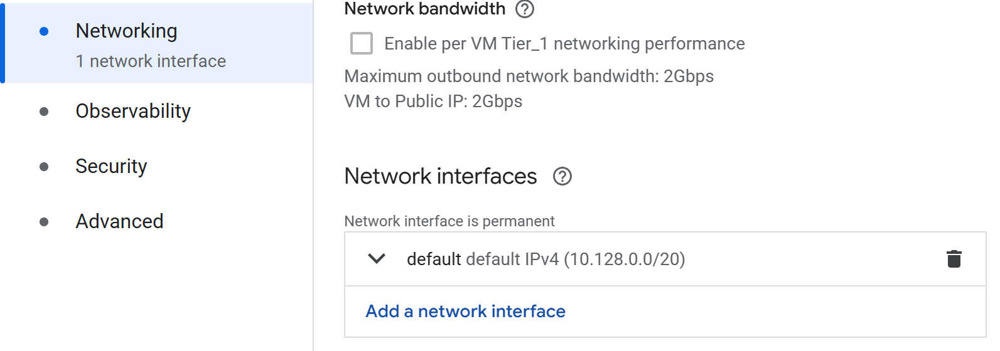 Networking
1 network interface
Observability
Security
Advanced
Network bandwidth
Enable per VM Tier_1 networking performance
Maximum outbound network bandwidth: 2Gbps
VM to Public IP: 2Gbps
Network interfaces
Network interface is permanent
default default IPv4 (10.128.0.0/20)
Add a network interface